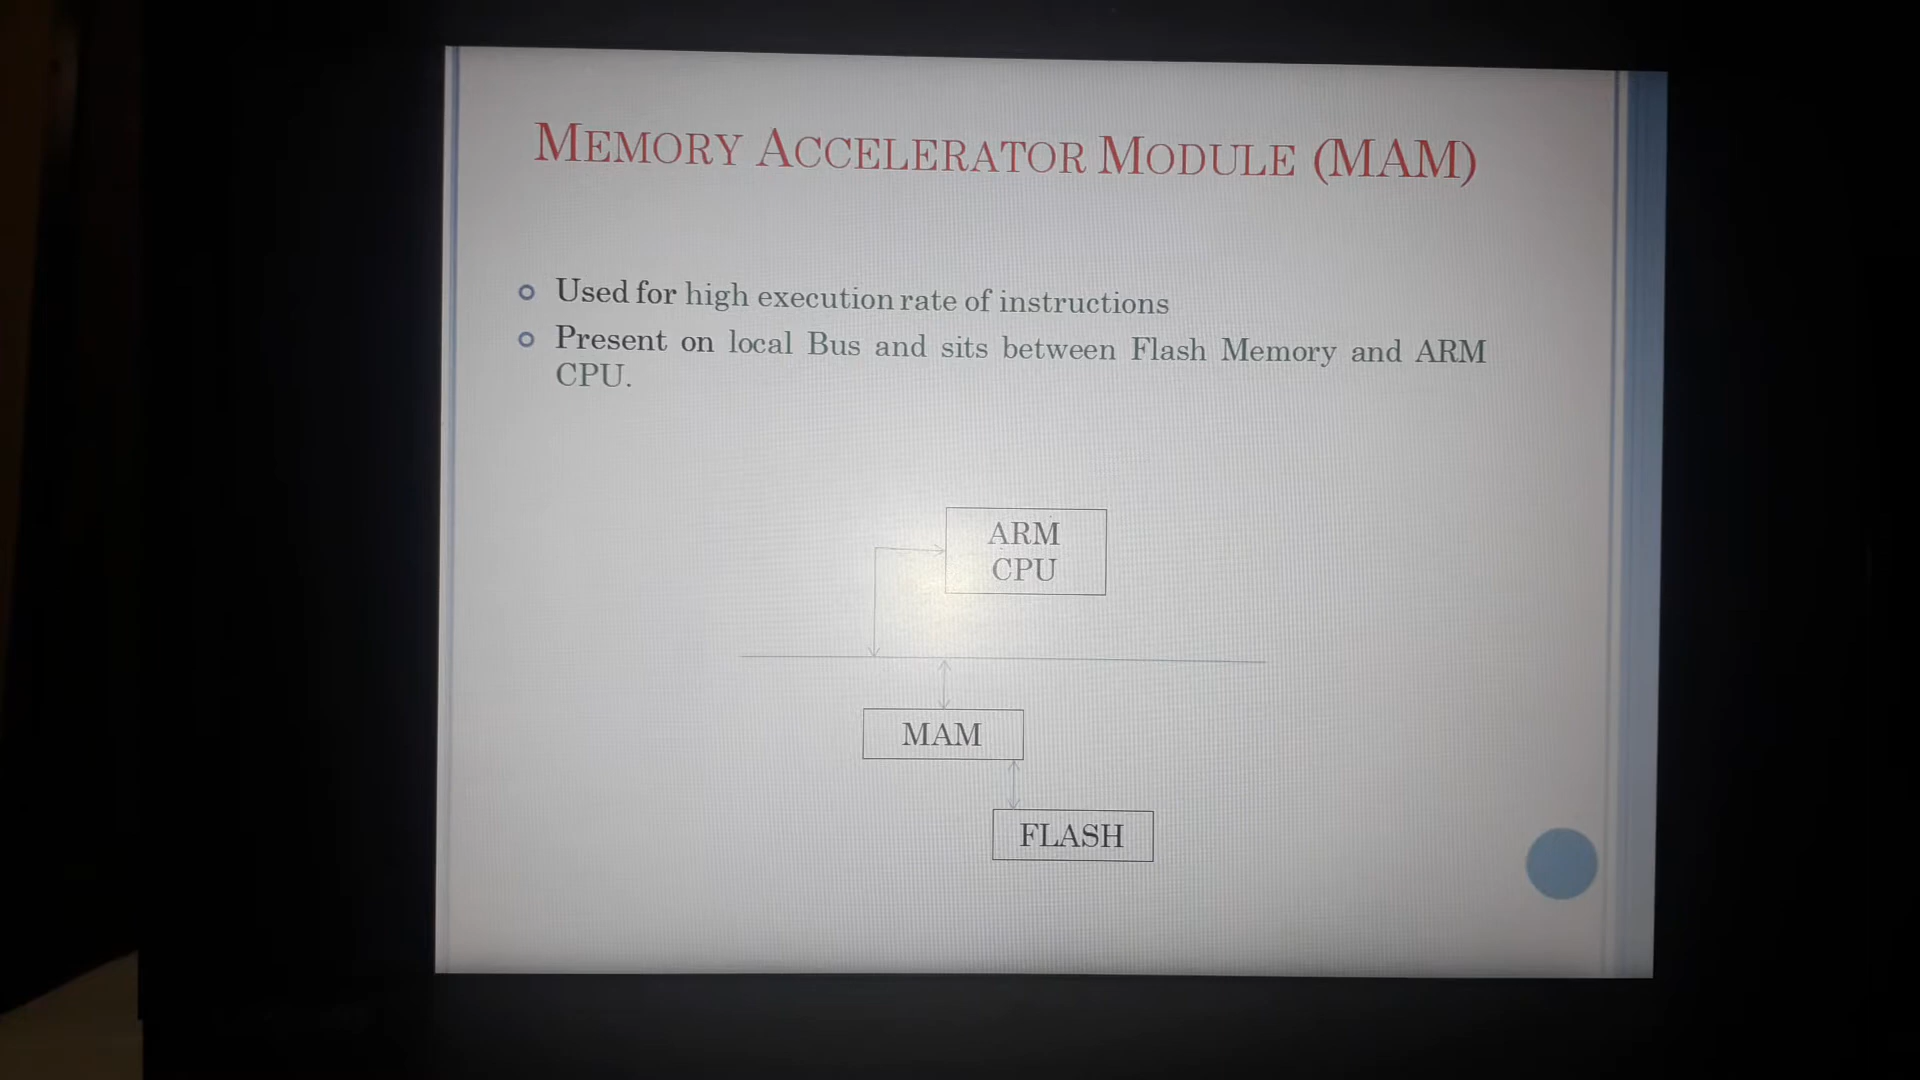 MEMORY ACCELERATOR MODULE (MAM)
Used for high execution rate of instructions
Present on local Bus and sits between Flash Memory and ARM
CPU.
ARM
CPU
MAM
FLASH